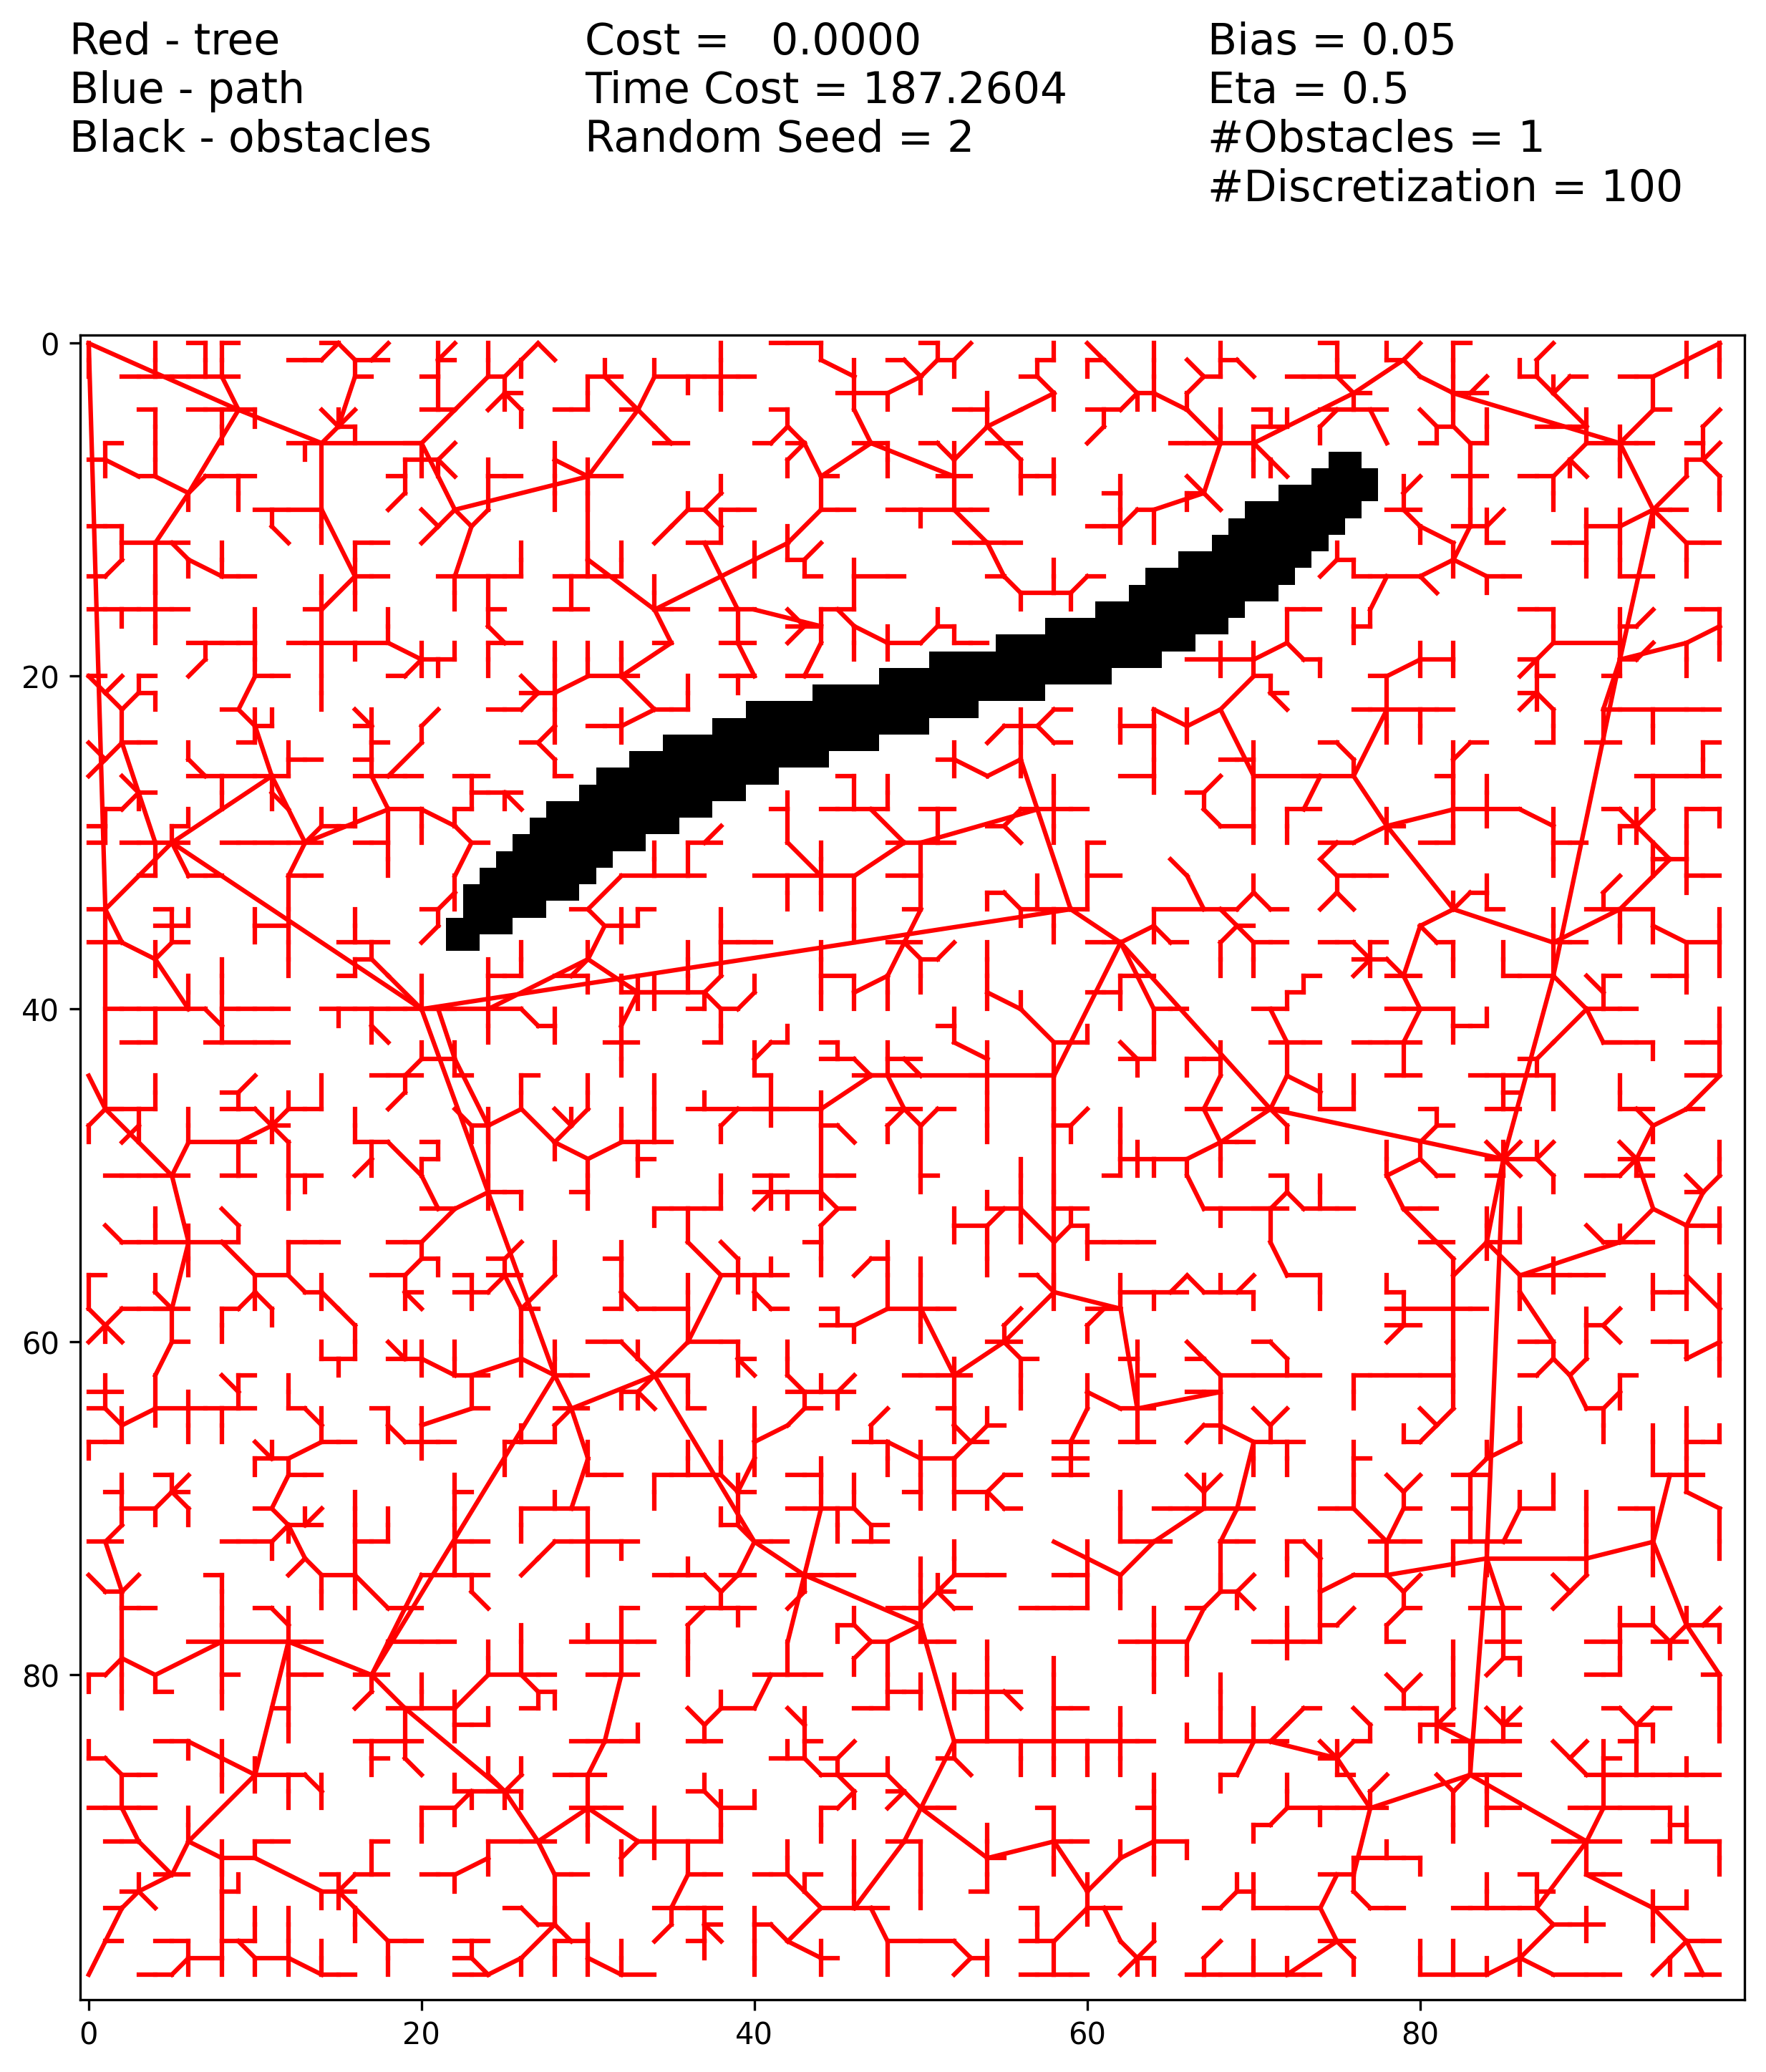 Red - tree
Blue - path
Black - obstacles
Cost =   0.0000
Time Cost = 187.2604
Random Seed = 2
Bias = 0.05
Eta = 0.5
#Obstacles = 1
#Discretization = 100
0
20
40
60
80
0 20 40 60 80